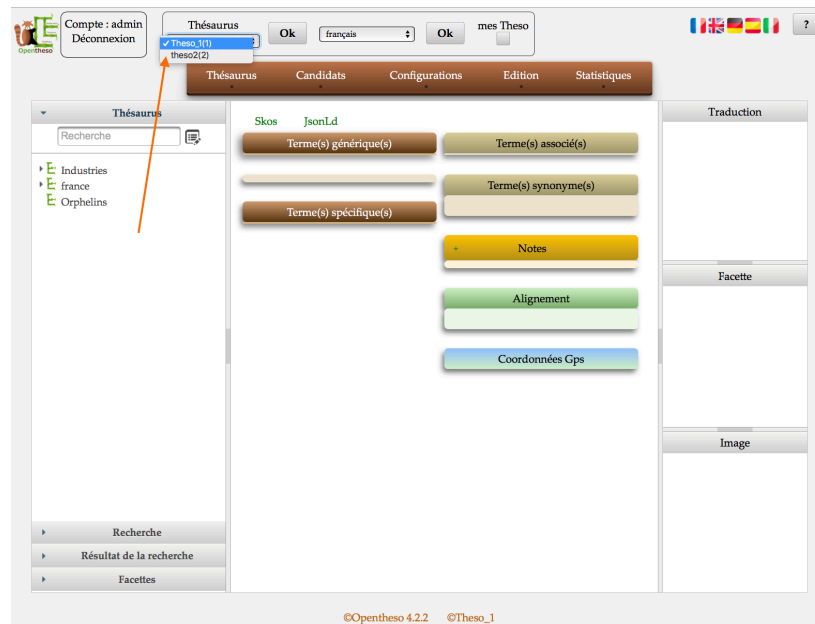 Compte : admin
Déconnexion
Opentheso
Thésaurus
✓ Theso_1(1)
theso2(2)
Ok
français
Ok
mes Theso
?
Thésaurus Candidats Configurations Edition Statistiques
Thésaurus
Recherche
Industries
france
Orphelins
Recherche
Résultat de la recherche
Facettes
Skos JsonLd
Terme(s) générique(s)
Terme(s) spécifique(s)
Terme(s) associé(s)
Terme(s) synonyme(s)
+ Notes
Alignement
Coordonnées Gps
Traduction
Facette
Image
©Opentheso 4.2.2 ©Theso_1